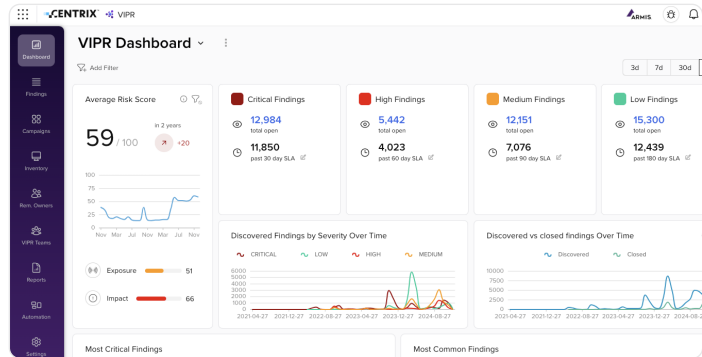 CENTRIX VIPR
ARMIS
VIPR Dashboard
Add Filter
3d 7d 30d
Dashboard
Findings
Campaigns
Inventory
Rem. Owners
VIPR Teams
Reports
Automation
Settings
Average Risk Score
59 / 100
in 2 years
+20
100
75
50
25
0
Nov Mar Jul Nov Mar Jul Nov
Exposure 51
Impact 66
Critical Findings
12,984
total open
11,850
past 30 day SLA
High Findings
5,442
total open
4,023
past 60 day SLA
Medium Findings
12,151
total open
7,076
past 90 day SLA
Low Findings
15,300
total open
12,439
past 180 day SLA
Discovered Findings by Severity Over Time
CRITICAL LOW HIGH MEDIUM
6000
5000
4000
3000
2000
1000
0
2021-04-27 2021-12-27 2022-08-27 2023-04-27 2023-12-27 2024-08-27
Discovered vs closed findings Over Time
Discovered Closed
10000
7500
5000
2500
0
2021-04-27 2021-12-27 2022-08-27 2023-04-27 2023-12-27 2024-08-27
Most Critical Findings
Most Common Findings